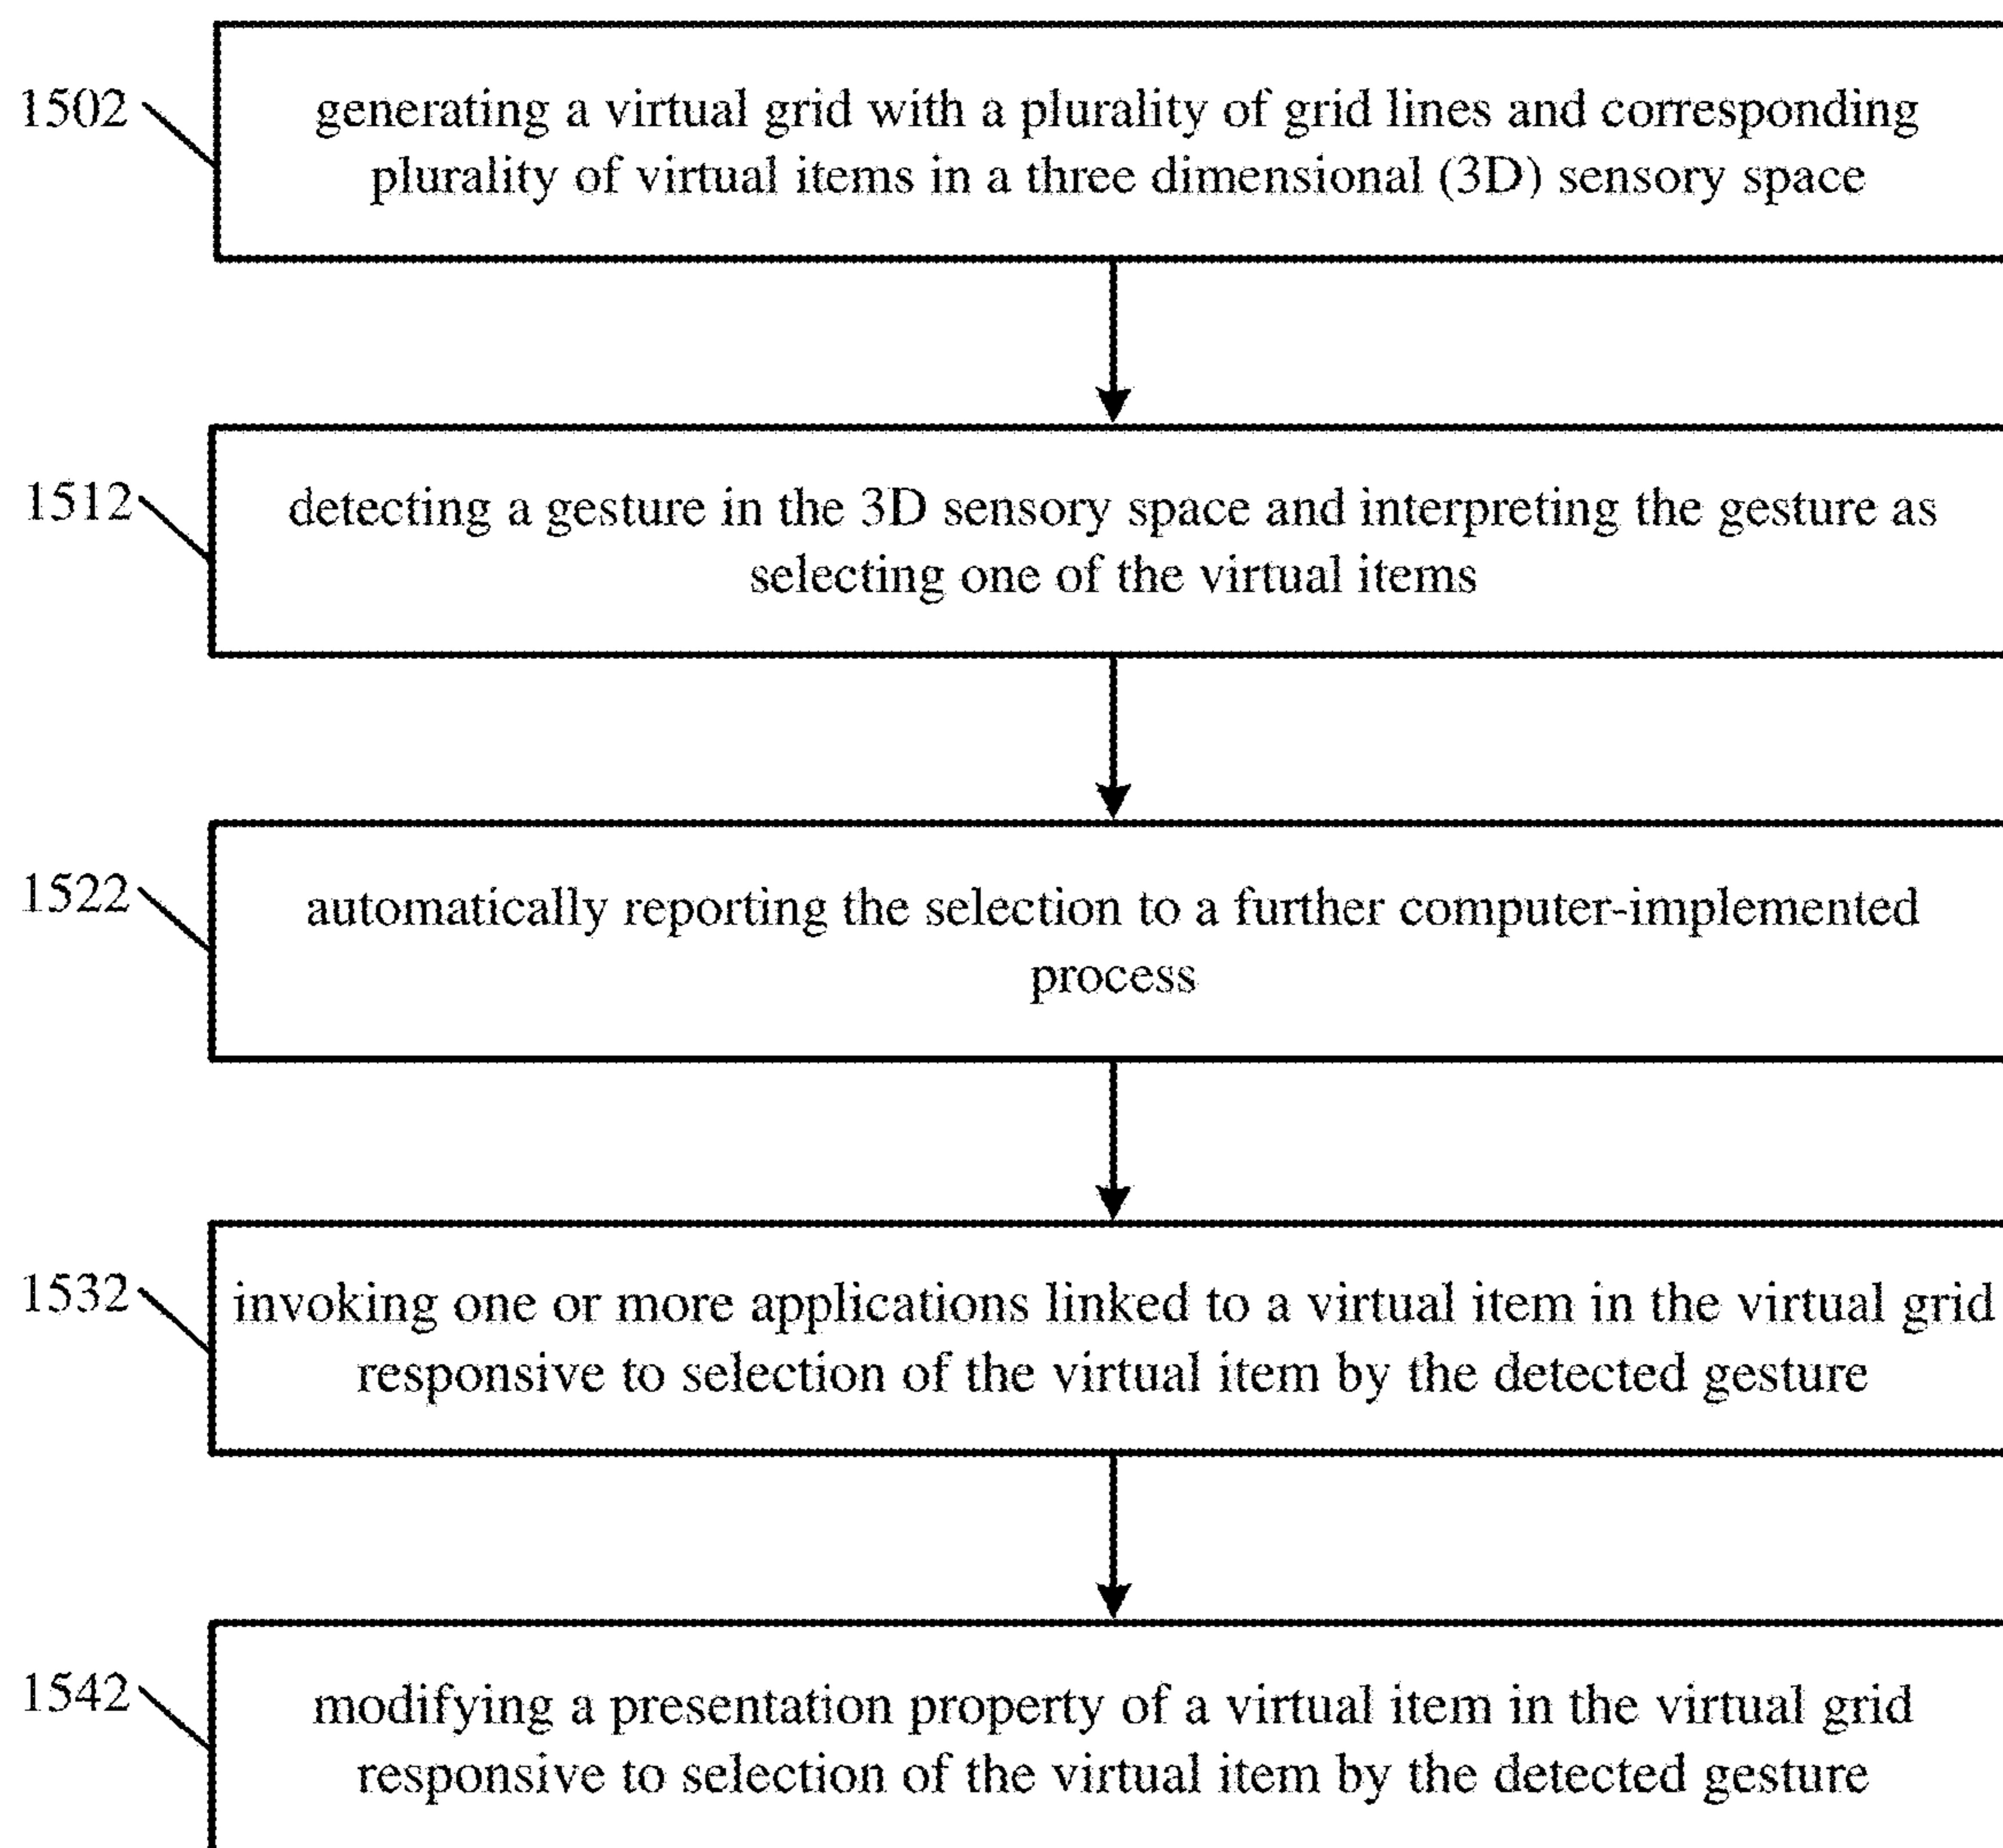 1502
generating a virtual grid with a plurality of grid lines and corresponding
plurality of virtual items in a three dimensional (3D) sensory space
1512
detecting a gesture in the 3D sensory space and interpreting the gesture as
selecting one of the virtual items
1522
automatically reporting the selection to a further computer-implemented
process
1532
invoking one or more applications linked to a virtual item in the virtual grid
responsive to selection of the virtual item by the detected gesture
1542
modifying a presentation property of a virtual item in the virtual grid
responsive to selection of the virtual item by the detected gesture